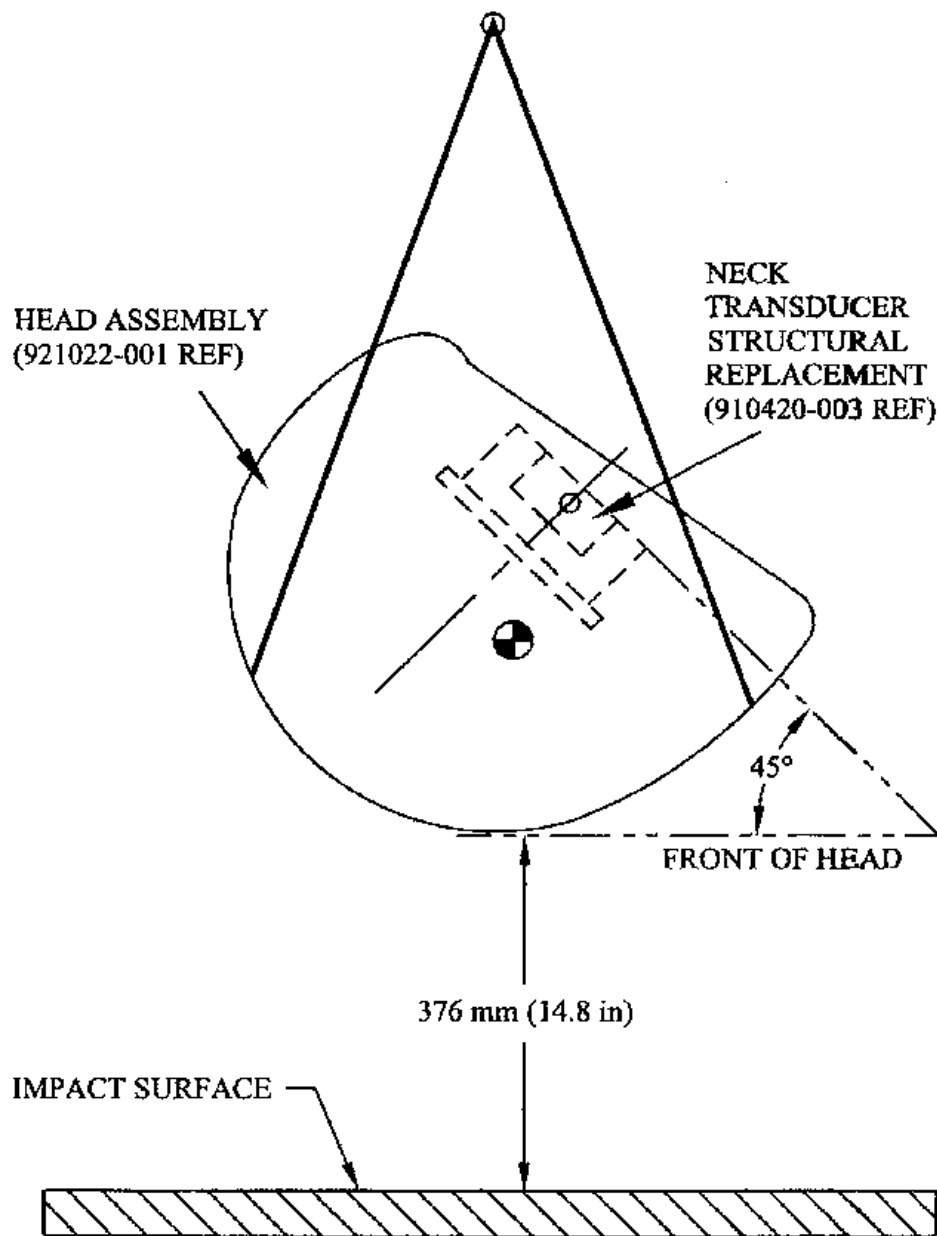 HEAD ASSEMBLY
(921022-001 REF)
NECK
TRANSDUCER
STRUCTURAL
REPLACEMENT
(910420-003 REF)
45°
FRONT OF HEAD
376 mm (14.8 in)
IMPACT SURFACE